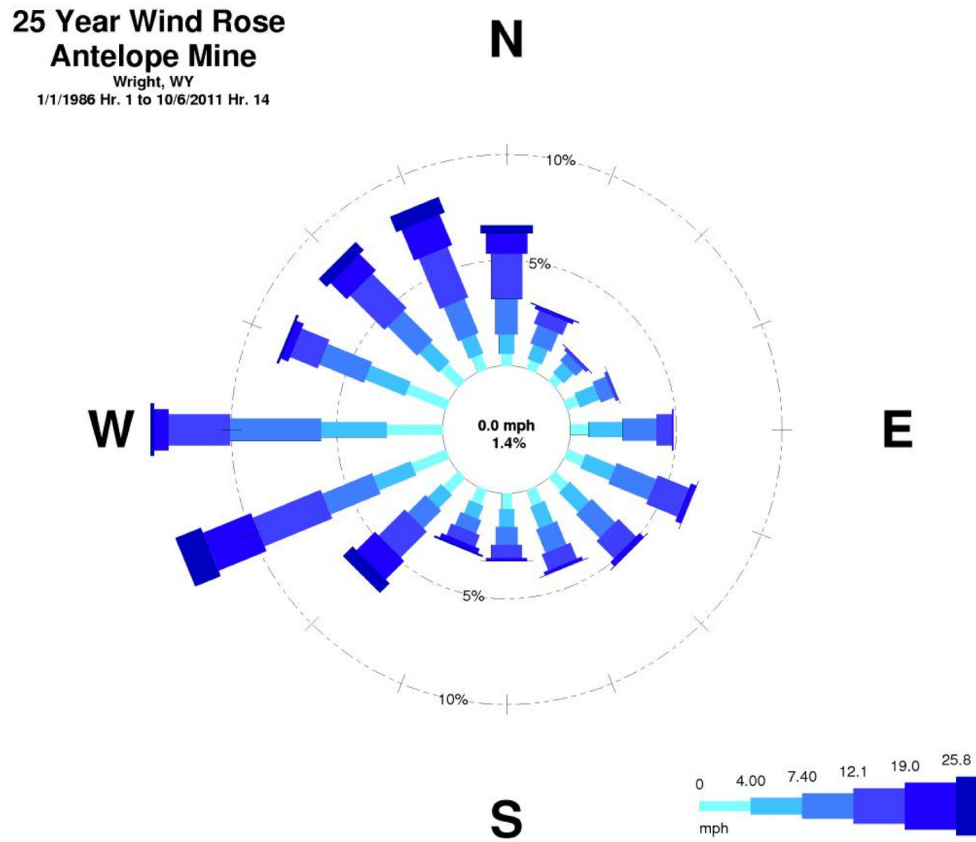 25 Year Wind Rose
Antelope Mine
Wright, WY
1/1/1986 Hr. 1 to 10/6/2011 Hr. 14
N
10%
5%
W
0.0 mph
1.4%
E
5%
10%
0 4.00 7.40 12.1 19.0 25.8
mph
S